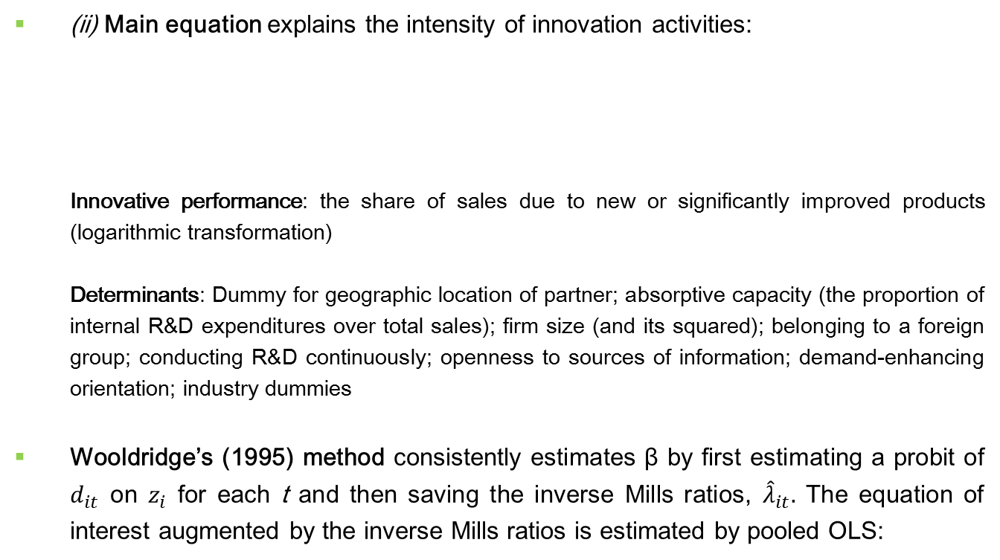 ▪ (ii) Main equation explains the intensity of innovation activities:
Innovative performance: the share of sales due to new or significantly improved products
(logarithmic transformation)
Determinants: Dummy for geographic location of partner; absorptive capacity (the proportion of
internal R&D expenditures over total sales); firm size (and its squared); belonging to a foreign
group; conducting R&D continuously; openness to sources of information; demand-enhancing
orientation; industry dummies
▪ Wooldridge’s (1995) method consistently estimates β by first estimating a probit of
𝑑𝑖𝑡 on 𝑧𝑖 for each t and then saving the inverse Mills ratios, 𝜆̂𝑖𝑡. The equation of
interest augmented by the inverse Mills ratios is estimated by pooled OLS: